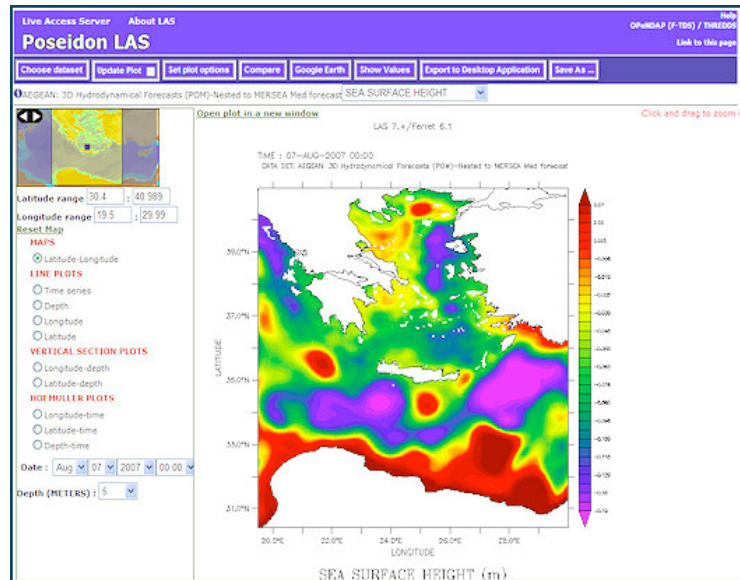 Live Access Server About LAS
Help
OPeNDAP (F-TDS) / THREDDS
Poseidon LAS
Link to this page
Choose dataset Update Plot Set plot options Compare Google Earth Show Values Export to Desktop Application Save As ...
AEGEAN: 3D Hydrodynamical Forecasts (POM)-Nested to MERSEA Med forecast SEA SURFACE HEIGHT
Open plot in a new window
Click and drag to zoom
LAS 7.+/Ferret 6.1
TIME : 07-AUG-2007 00:00
DATA SET: AEGEAN: 3D Hydrodynamical Forecasts (POM)-Nested to MERSEA Med forecast
Latitude range 30.4 : 40.989
Longitude range 19.5 : 29.99
Reset Map
MAPS
Latitude-Longitude
LINE PLOTS
Time series
Depth
Longitude
Latitude
VERTICAL SECTION PLOTS
Longitude-depth
Latitude-depth
HOFMULLER PLOTS
Longitude-time
Latitude-time
Depth-time
Date : Aug 07 2007 00:00
Depth (METERS) : 5
39.0°N
37.0°N
35.0°N
33.0°N
31.0°N
LATITUDE
20.0°E 22.0°E 24.0°E 26.0°E 28.0°E
LONGITUDE
SEA SURFACE HEIGHT (m)